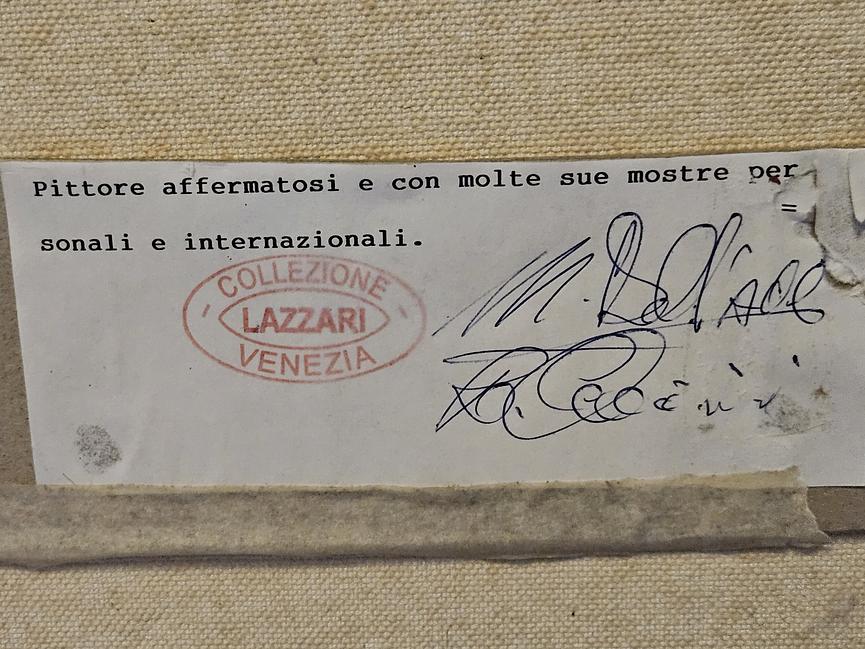 Pittore affermatosi e con molte sue mostre per
=
sonali e internazionali.
- COLLEZIONE -
LAZZARI
VENEZIA
M.